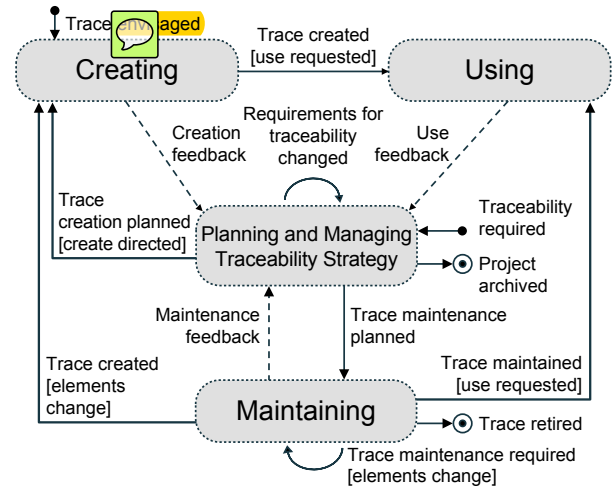 Trace envisaged
Creating
Trace created
[use requested]
Using
Creation
feedback
Requirements for
traceability
changed
Use
feedback
Trace
creation planned
[create directed]
Planning and Managing
Traceability Strategy
Traceability
required
Project
archived
Maintenance
feedback
Trace maintenance
planned
Trace created
[elements
change]
Trace maintained
[use requested]
Maintaining
Trace retired
Trace maintenance required
[elements change]